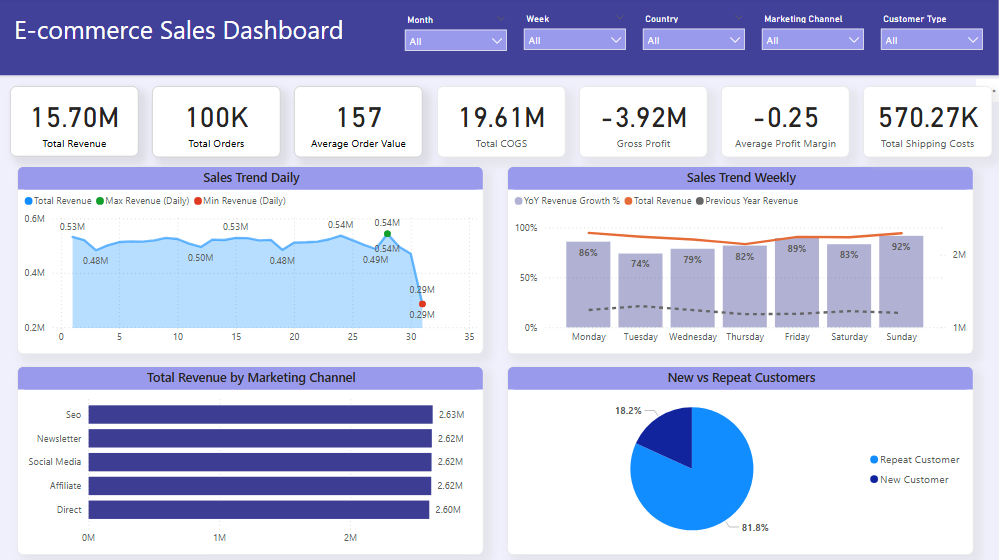 E-commerce Sales Dashboard
Month Week Country Marketing Channel Customer Type
All All All All All
15.70M 100K 157 19.61M -3.92M -0.25 570.27K
Total Revenue Total Orders Average Order Value Total COGS Gross Profit Average Profit Margin Total Shipping Costs
Sales Trend Daily
Total Revenue Max Revenue (Daily) Min Revenue (Daily)
0.6M
0.53M 0.53M 0.54M 0.54M
0.54M
0.48M 0.50M 0.48M 0.49M
0.4M
0.29M
0.29M
0.2M
0 5 10 15 20 25 30 35
Sales Trend Weekly
YoY Revenue Growth % Total Revenue Previous Year Revenue
100%
86% 74% 79% 82% 89% 83% 92%
2M
50%
0% 1M
Monday Tuesday Wednesday Thursday Friday Saturday Sunday
Total Revenue by Marketing Channel
Seo 2.63M
Newsletter 2.62M
Social Media 2.62M
Affiliate 2.62M
Direct 2.60M
0M 1M 2M
New vs Repeat Customers
18.2%
Repeat Customer
New Customer
81.8%